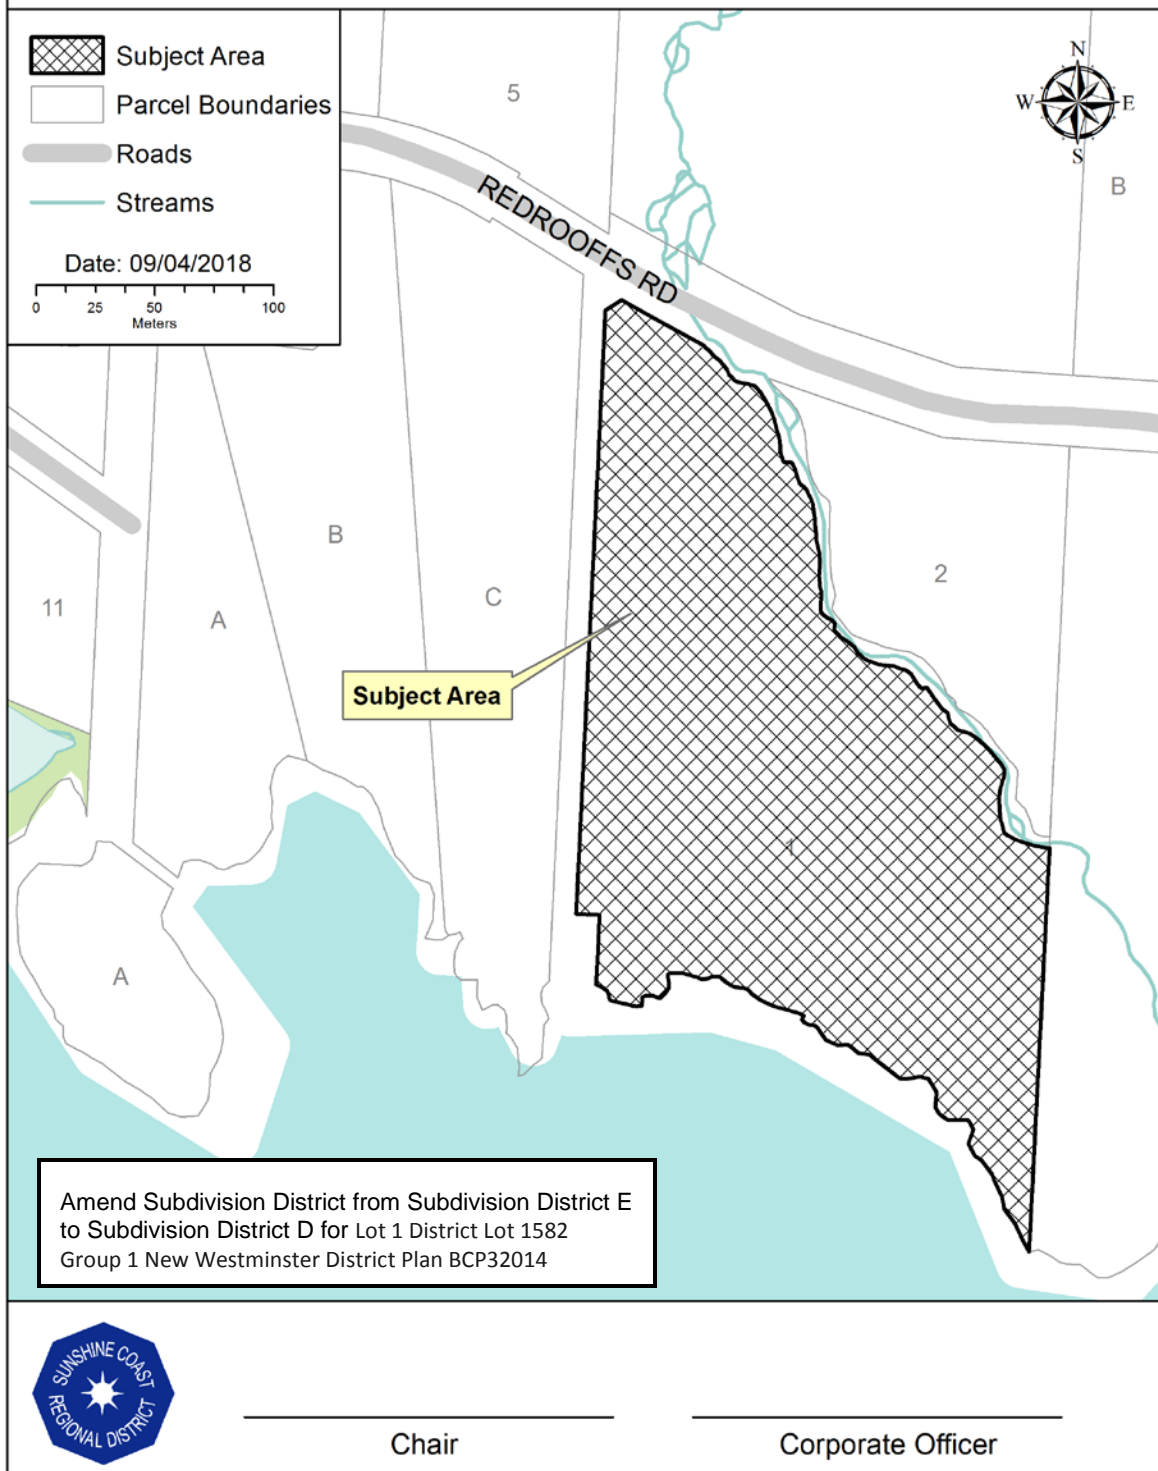 Subject Area
Parcel Boundaries
Roads
Streams
Date: 09/04/2018
0 25 50 100
Meters
N
W E
S
5
B
REDROOFFS RD
B
2
11
A
C
Subject Area
1
A
Amend Subdivision District from Subdivision District E
to Subdivision District D for Lot 1 District Lot 1582
Group 1 New Westminster District Plan BCP32014
SUNSHINE COAST
REGIONAL DISTRICT
Chair
Corporate Officer